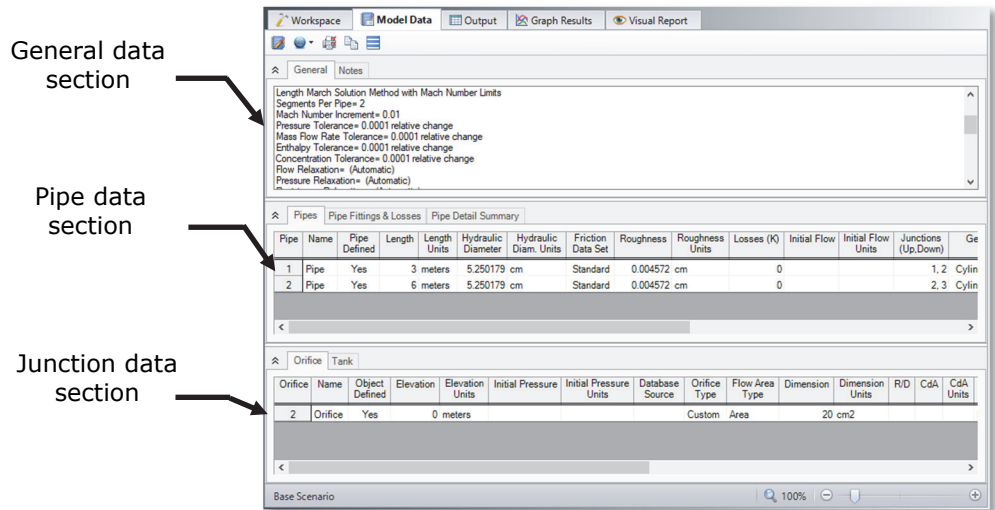 General data
section
Pipe data
section
Junction data
section
Workspace Model Data Output Graph Results Visual Report
General Notes
Length March Solution Method with Mach Number Limits
Segments Per Pipe= 2
Mach Number Increment= 0.01
Pressure Tolerance= 0.0001 relative change
Mass Flow Rate Tolerance= 0.0001 relative change
Enthalpy Tolerance= 0.0001 relative change
Concentration Tolerance= 0.0001 relative change
Flow Relaxation= (Automatic)
Pressure Relaxation= (Automatic)
Pipes Pipe Fittings & Losses Pipe Detail Summary
Pipe Name Pipe Defined Length Length Units Hydraulic Diameter Hydraulic Diam. Units Friction Data Set Roughness Roughness Units Losses (K) Initial Flow Initial Flow Units Junctions (Up,Down) Ge
1 Pipe Yes 3 meters 5.250179 cm Standard 0.004572 cm 0 1, 2 Cylin
2 Pipe Yes 6 meters 5.250179 cm Standard 0.004572 cm 0 2, 3 Cylin
Orifice Tank
Orifice Name Object Defined Elevation Elevation Units Initial Pressure Initial Pressure Units Database Source Orifice Type Flow Area Type Dimension Dimension Units R/D CdA CdA Units
2 Orifice Yes 0 meters Custom Area 20 cm2
Base Scenario 100%